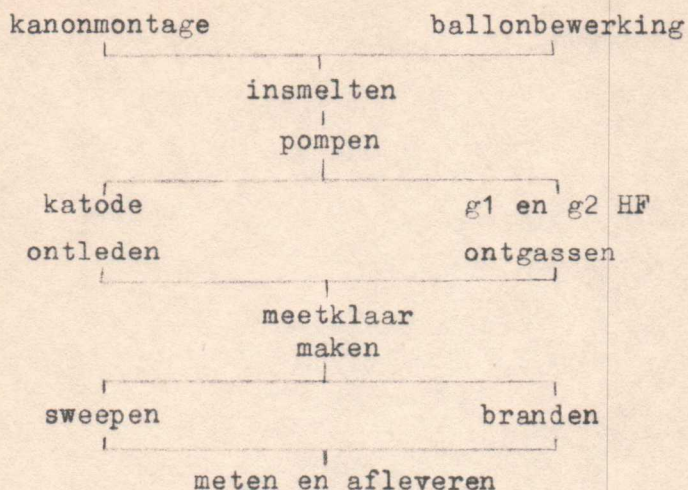 kanonmontage ballonbewerking
insmelten
pompen
katode g1 en g2 HF
ontleden ontgassen
meetklaar
maken
sweepen branden
meten en afleveren